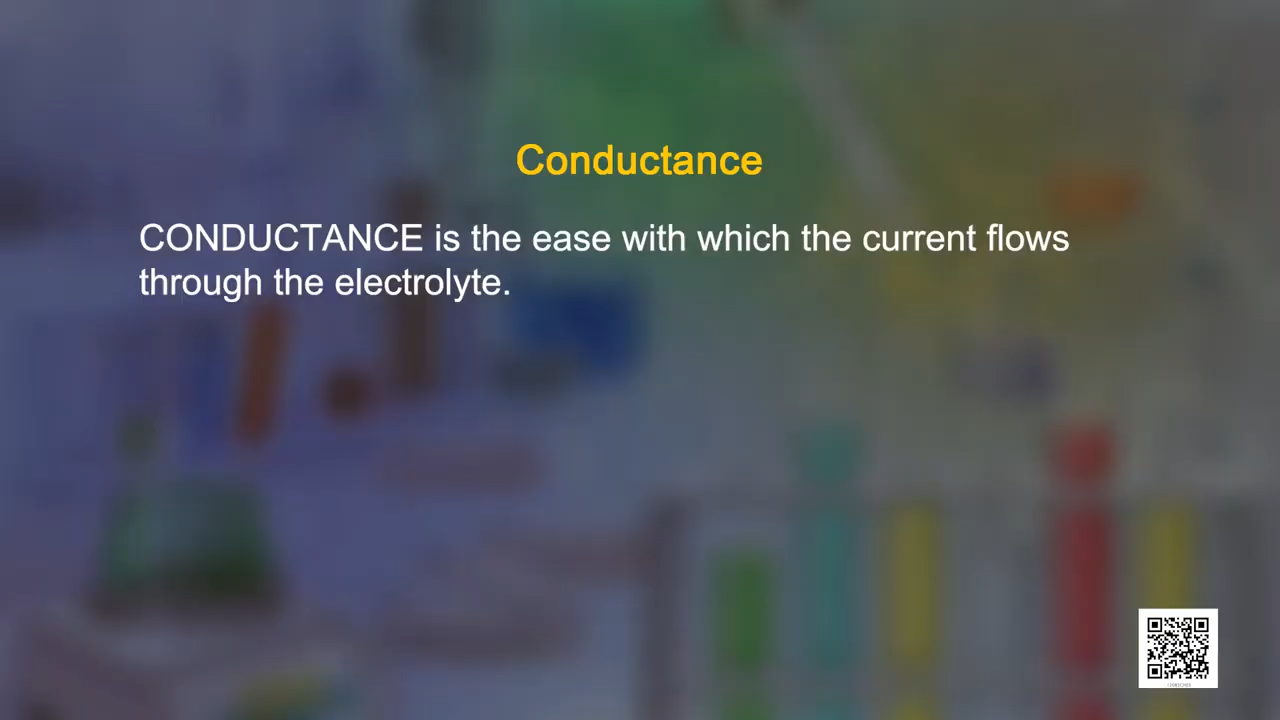 Conductance
CONDUCTANCE is the ease with which the current flows
through the electrolyte.